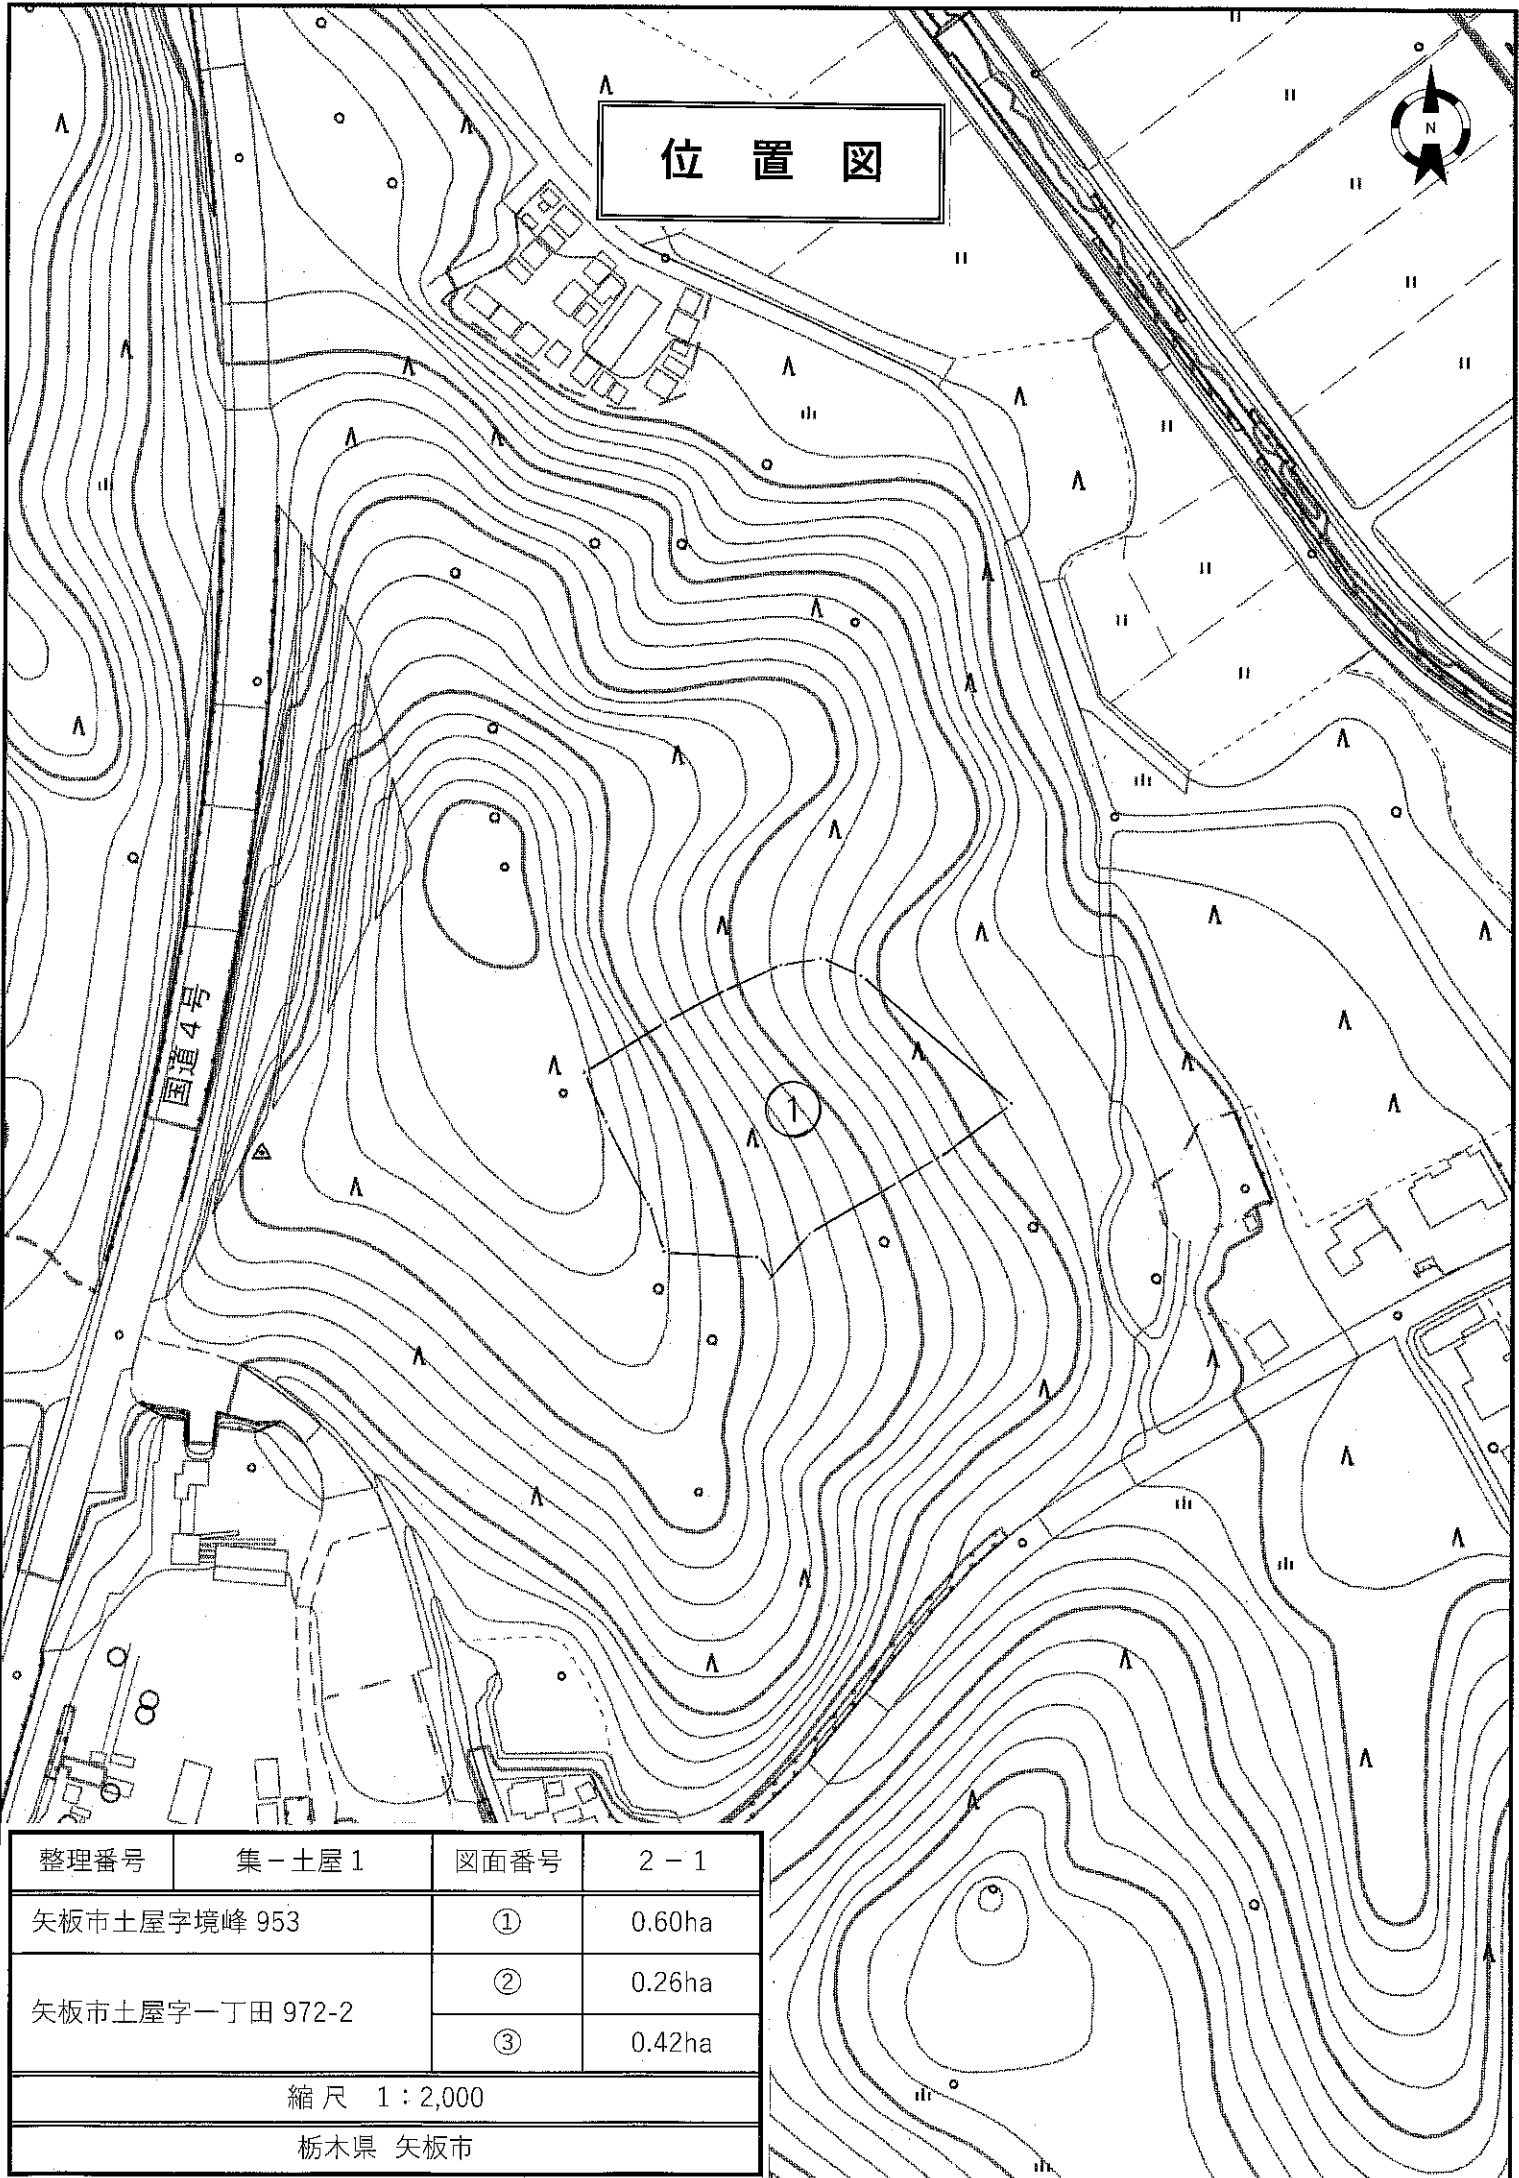 位置図
N
国道4号
1
整理番号 集－土屋1 図面番号 2－1
矢板市土屋字境峰 953 ① 0.60ha
矢板市土屋字一丁田 972-2 ② 0.26ha
③ 0.42ha
縮尺 1：2,000
栃木県 矢板市